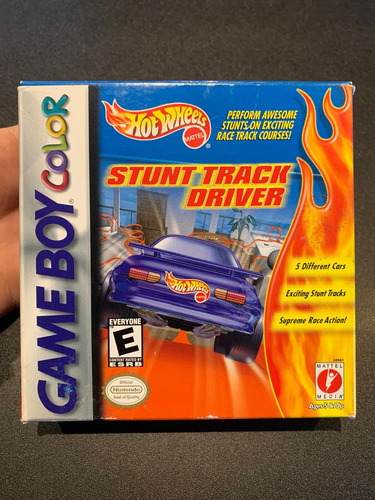 GAME BOY COLOR
Hot Wheels
MATTEL
®
PERFORM AWESOME
STUNTS, ON EXCITING
RACE TRACK COURSES!
STUNT TRACK
DRIVER
Hot Wheels
5 Different Cars
Exciting Stunt Tracks
Supreme Race Action!
EVERYONE
E
CONTENT RATED BY
ESRB
Official
Nintendo
Seal of Quality
MATTEL
MEDIA
Ages 5 & Up